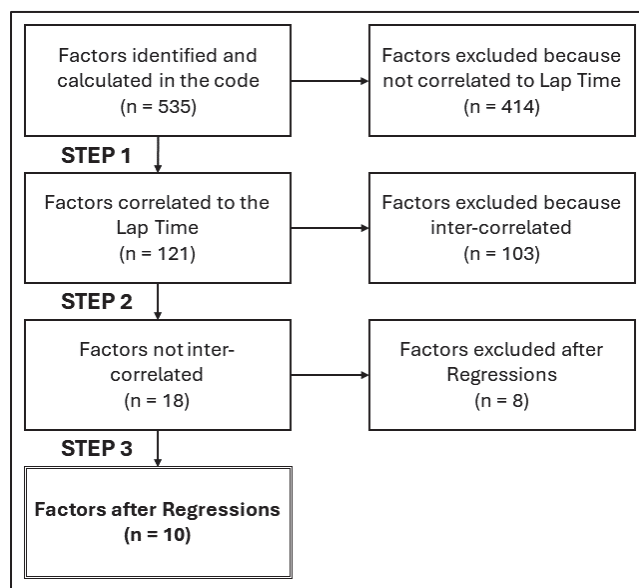 Factors identified and
calculated in the code
(n = 535)
Factors excluded because
not correlated to Lap Time
(n = 414)
STEP 1
Factors correlated to the
Lap Time
(n = 121)
Factors excluded because
inter-correlated
(n = 103)
STEP 2
Factors not inter-
correlated
(n = 18)
Factors excluded after
Regressions
(n = 8)
STEP 3
Factors after Regressions
(n = 10)